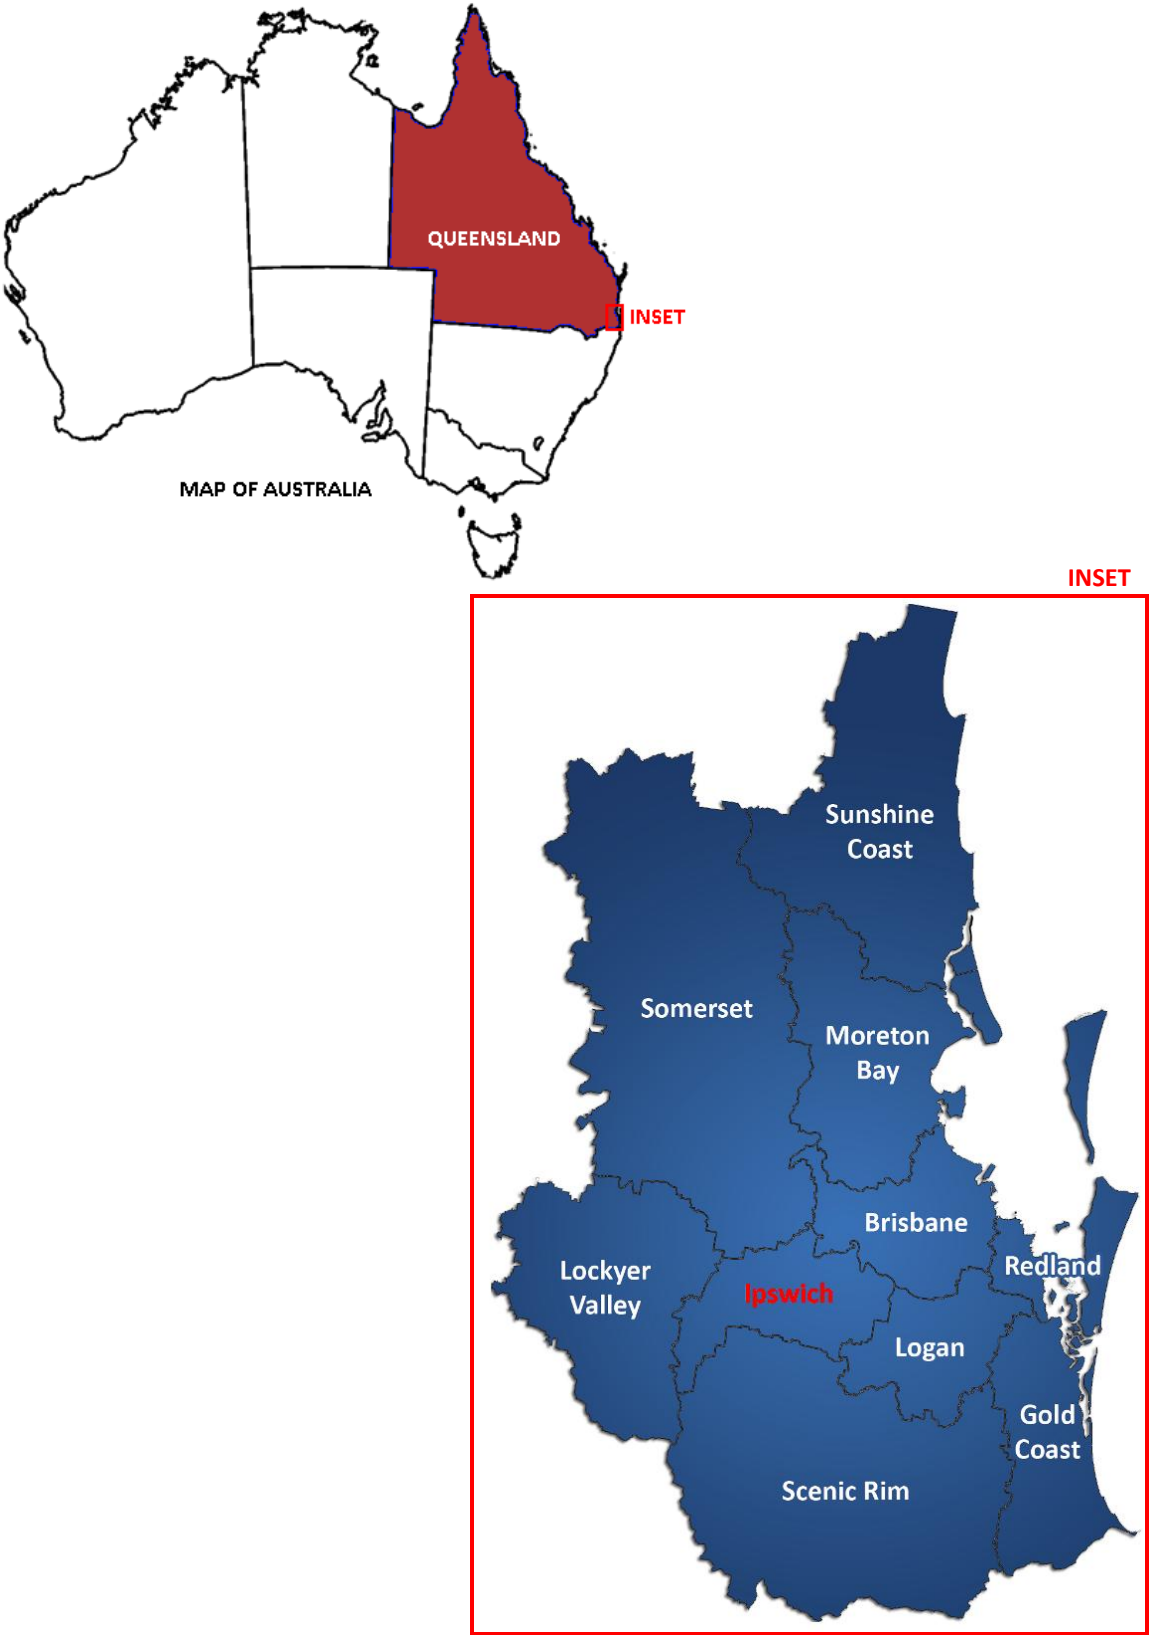 QUEENSLAND
INSET
MAP OF AUSTRALIA
INSET
Sunshine
Coast
Somerset
Moreton
Bay
Brisbane
Redland
Lockyer
Valley
Ipswich
Logan
Gold
Coast
Scenic Rim